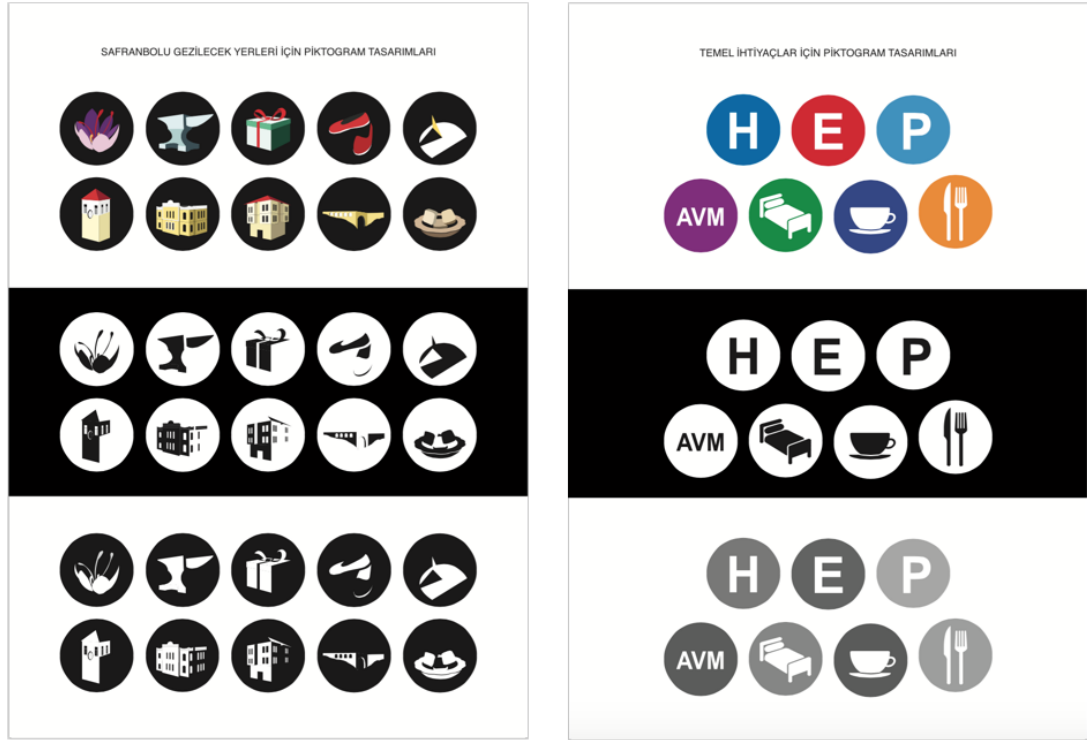 SAFRANBOLU GEZİLECEK YERLERİ İÇİN PİKTOGRAM TASARIMLARI
TEMEL İHTİYAÇLAR İÇİN PİKTOGRAM TASARIMLARI
H E P
AVM
H E P
AVM
H E P
AVM